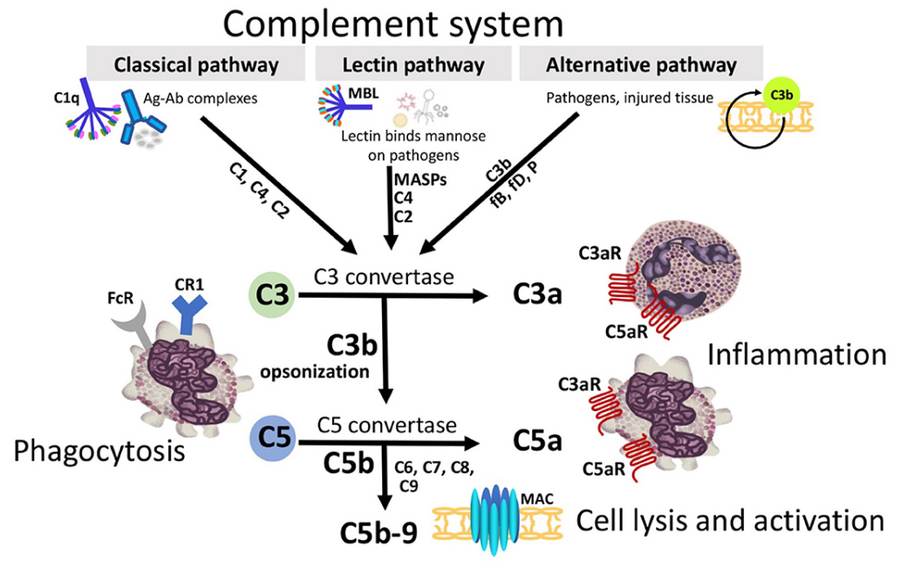 Complement system
Classical pathway
Lectin pathway
Alternative pathway
C1q
Ag-Ab complexes
MBL
Lectin binds mannose
on pathogens
Pathogens, injured tissue
C3b
C1, C4, C2
MASPs
C4
C2
C3b
fB, fD, P
C3
C3 convertase
C3a
C3aR
C5aR
Inflammation
FcR
CR1
C3b
opsonization
Phagocytosis
C5
C5 convertase
C5a
C3aR
C5aR
C5b
C6, C7, C8,
C9
C5b-9
MAC
Cell lysis and activation